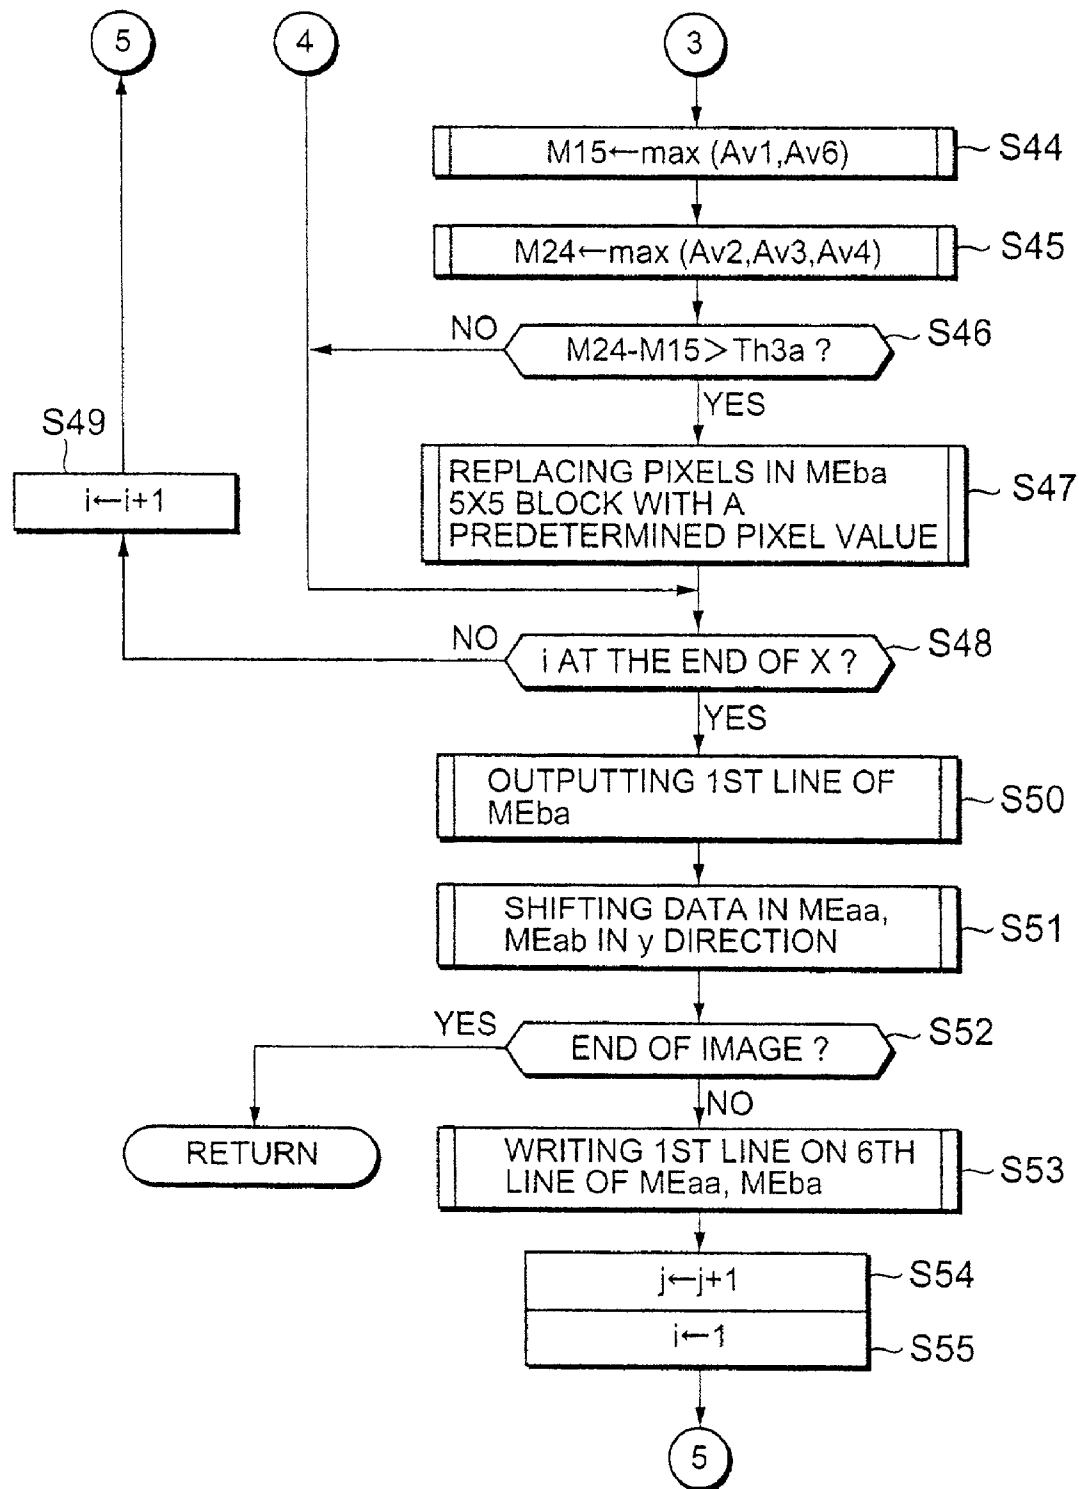 5
4
3
M15←max (Av1,Av6)
S44
M24←max (Av2,Av3,Av4)
S45
NO
M24-M15>Th3a ?
S46
YES
S49
i←i+1
REPLACING PIXELS IN MEba
5X5 BLOCK WITH A
PREDETERMINED PIXEL VALUE
S47
NO
i AT THE END OF X ?
S48
YES
OUTPUTTING 1ST LINE OF
MEba
S50
SHIFTING DATA IN MEaa,
MEab IN y DIRECTION
S51
YES
END OF IMAGE ?
S52
NO
RETURN
WRITING 1ST LINE ON 6TH
LINE OF MEaa, MEba
S53
j←j+1
S54
i←1
S55
5